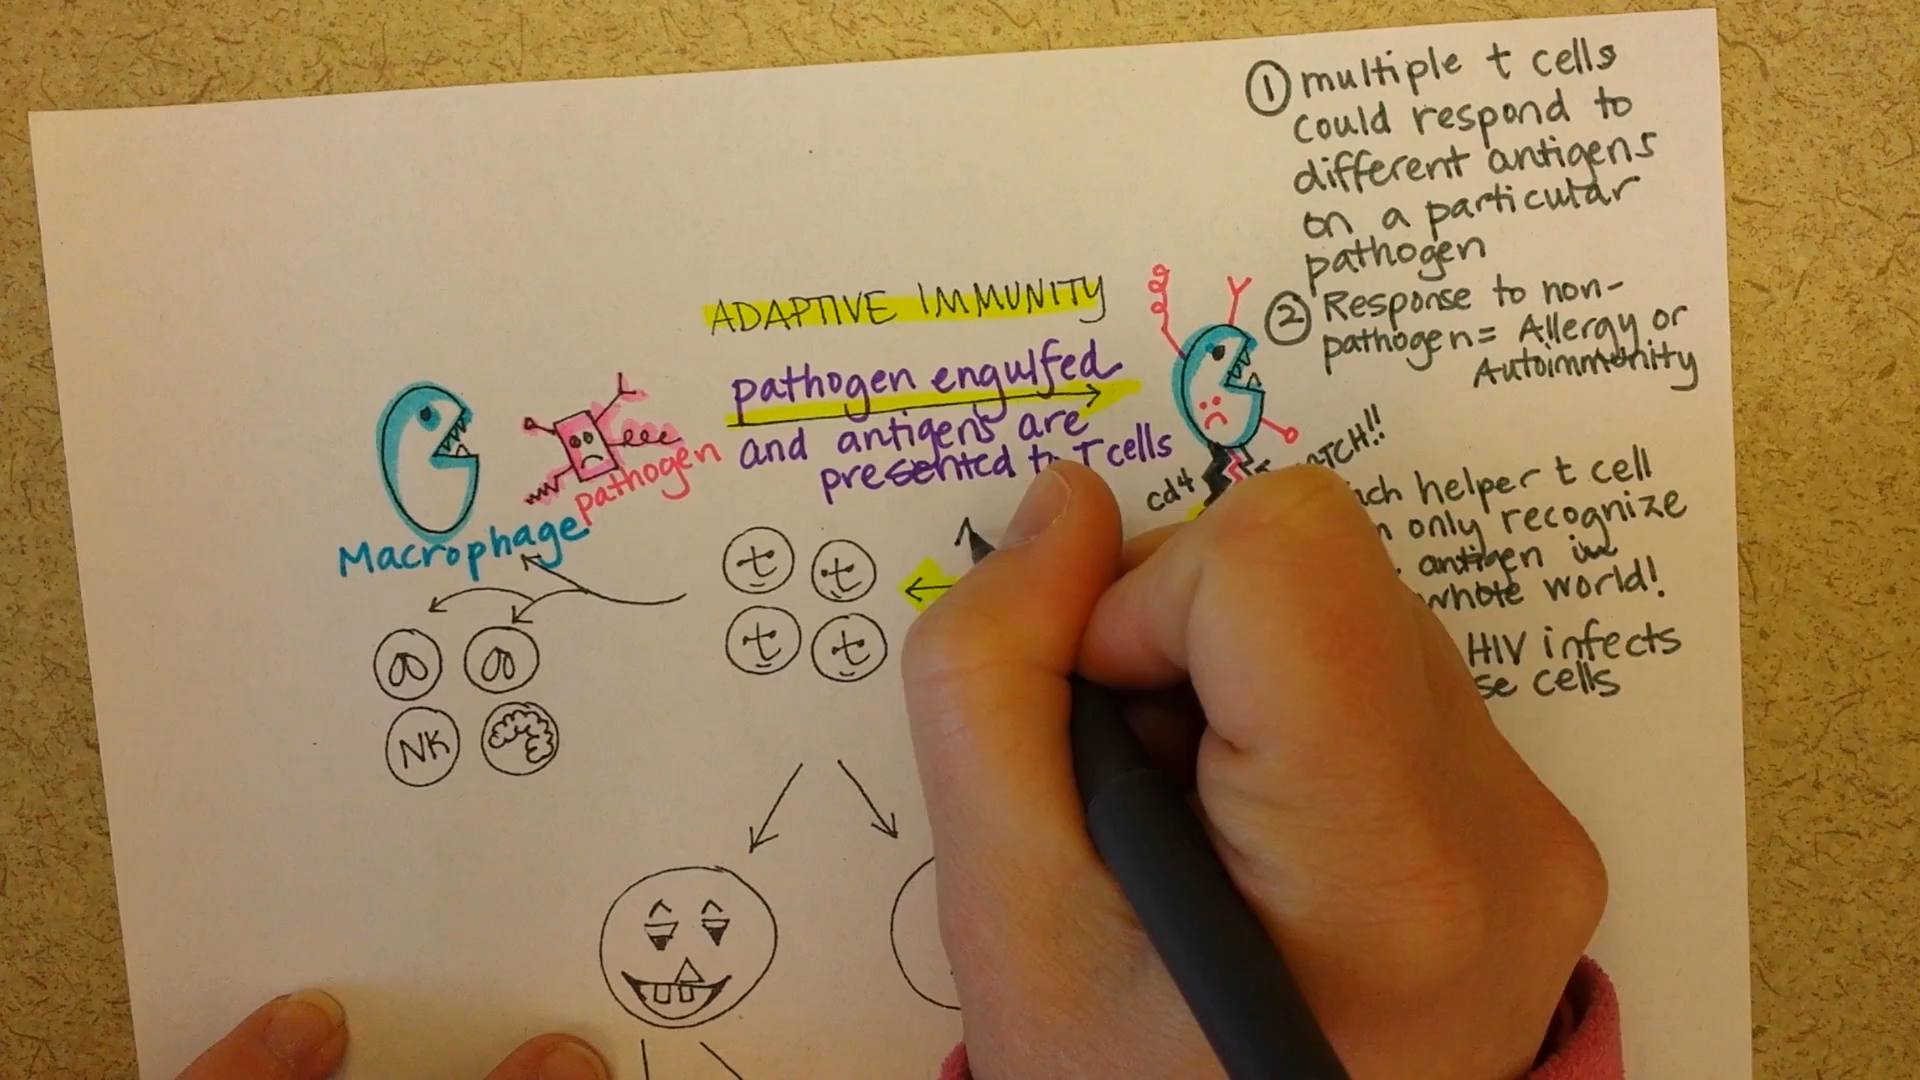 ① multiple t cells
could respond to
different antigens
on a particular
pathogen
② Response to non-
pathogen= Allergy or
Autoimmunity
ADAPTIVE IMMUNITY
pathogen engulfed
and antigens are
presented to T cells
pathogen
Macrophage
cd4
helper t cell
only recognize
antigen in
whole world!
HIV infects
cells
t
t
t
t
NK